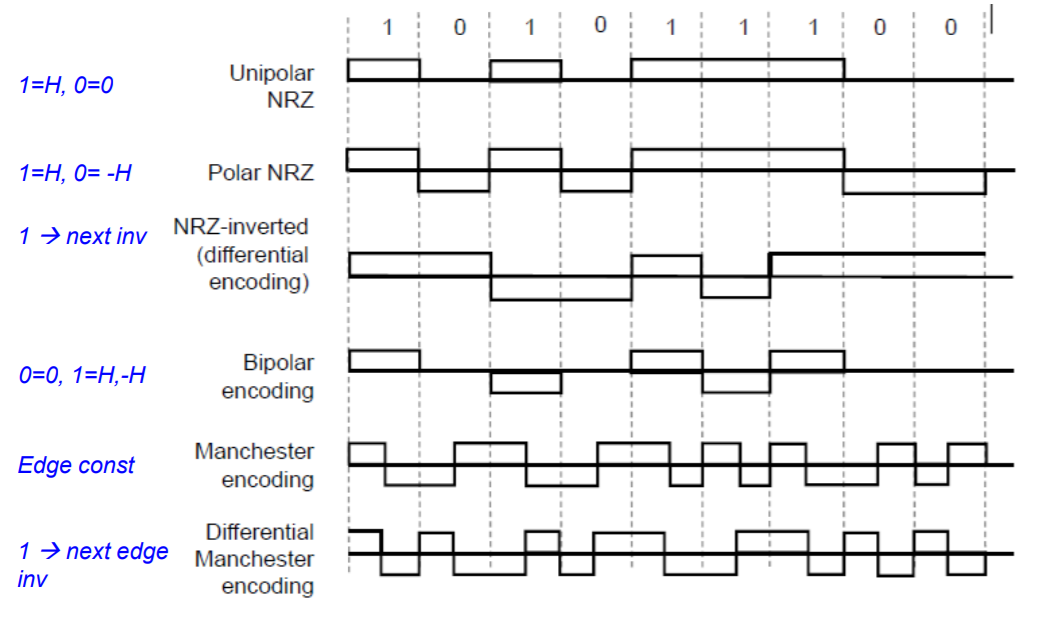 1 0 1 0 1 1 1 0 0
1=H, 0=0
Unipolar
NRZ
1=H, 0= -H
Polar NRZ
1 → next inv
NRZ-inverted
(differential
encoding)
0=0, 1=H,-H
Bipolar
encoding
Edge const
Manchester
encoding
1 → next edge
inv
Differential
Manchester
encoding